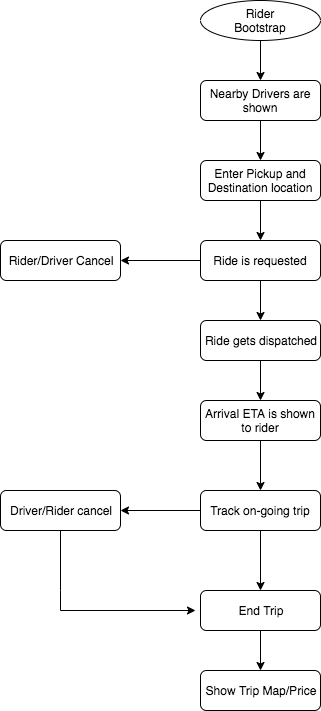 Rider
Bootstrap
Nearby Drivers are
shown
Enter Pickup and
Destination location
Rider/Driver Cancel
Ride is requested
Ride gets dispatched
Arrival ETA is shown
to rider
Driver/Rider cancel
Track on-going trip
End Trip
Show Trip Map/Price